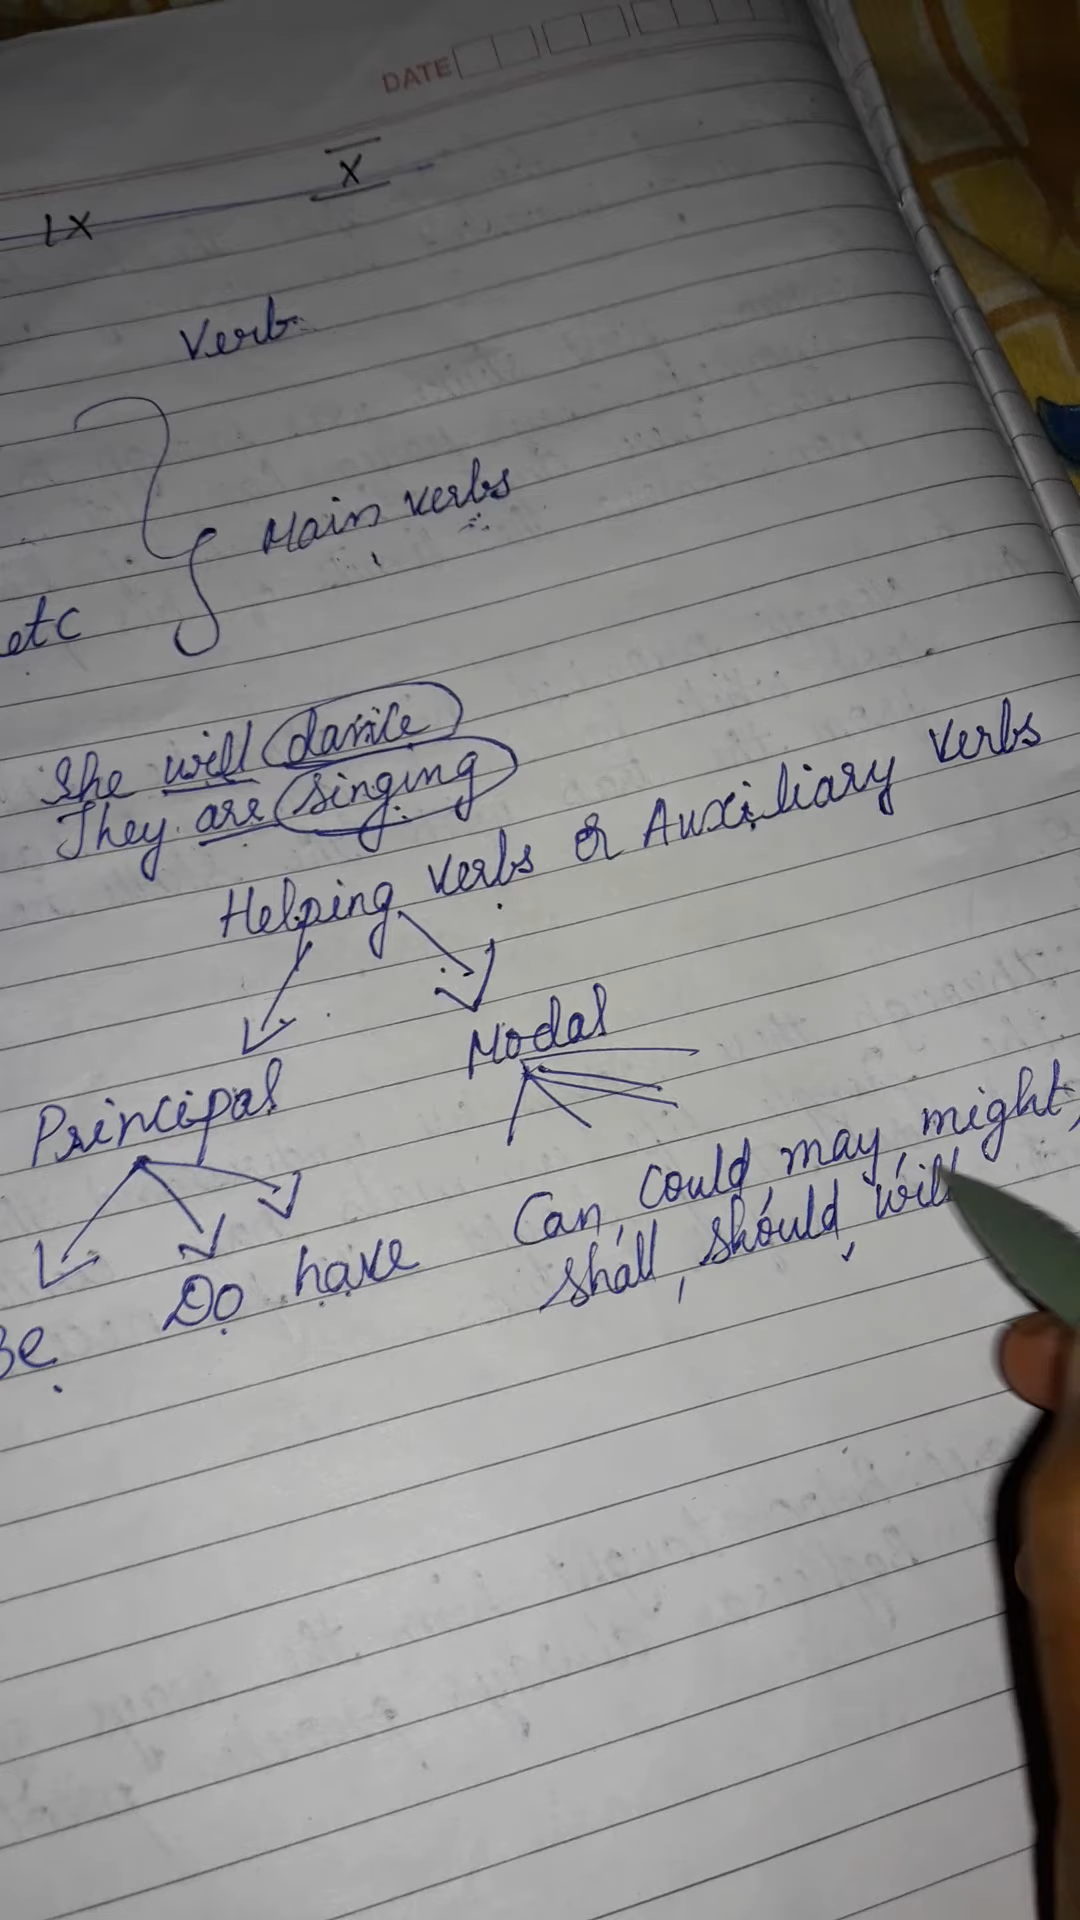 DATE
IX X
Verb
Main verbs
etc
She will dance
They are singing
Helping verbs or Auxiliary verbs
Principal Modal
Be Do have
Can, could, may, might,
shall, should, will